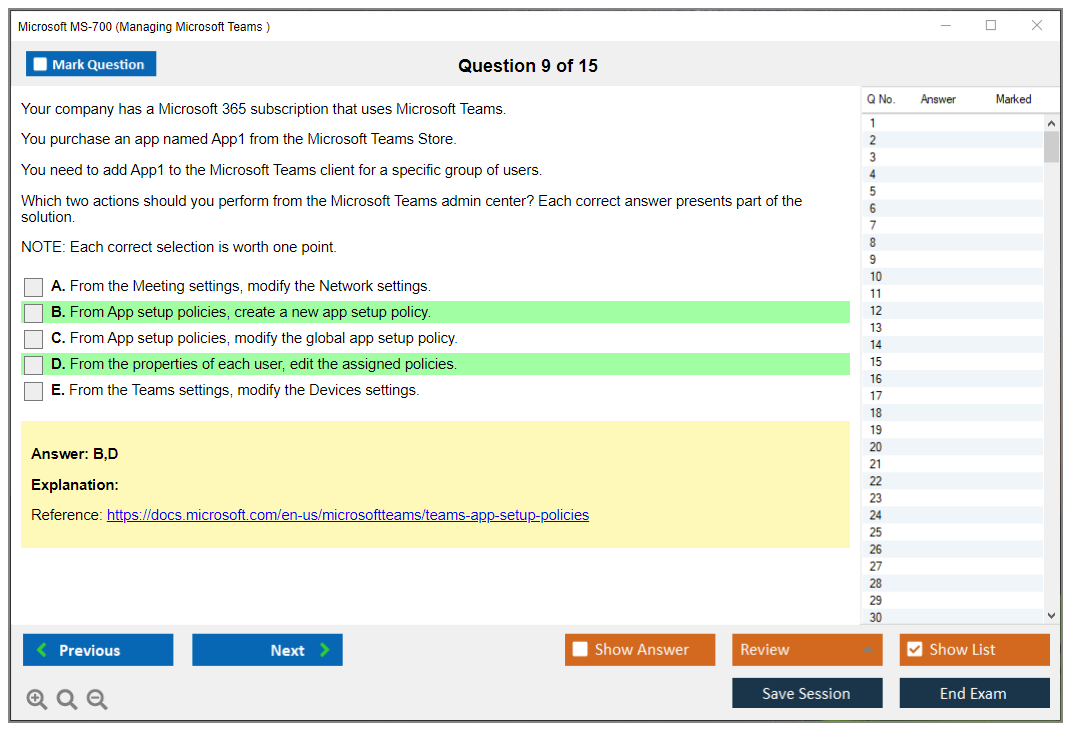 Microsoft MS-700 (Managing Microsoft Teams )
Mark Question
Question 9 of 15
Your company has a Microsoft 365 subscription that uses Microsoft Teams.
You purchase an app named App1 from the Microsoft Teams Store.
You need to add App1 to the Microsoft Teams client for a specific group of users.
Which two actions should you perform from the Microsoft Teams admin center? Each correct answer presents part of the
solution.
NOTE: Each correct selection is worth one point.
A. From the Meeting settings, modify the Network settings.
B. From App setup policies, create a new app setup policy.
C. From App setup policies, modify the global app setup policy.
D. From the properties of each user, edit the assigned policies.
E. From the Teams settings, modify the Devices settings.
Answer: B,D
Explanation:
Reference: https://docs.microsoft.com/en-us/microsoftteams/teams-app-setup-policies
Q No. Answer Marked
1
2
3
4
5
6
7
8
9
10
11
12
13
14
15
16
17
18
19
20
21
22
23
24
25
26
27
28
29
30
Previous
Next
Show Answer
Review
Show List
Save Session
End Exam